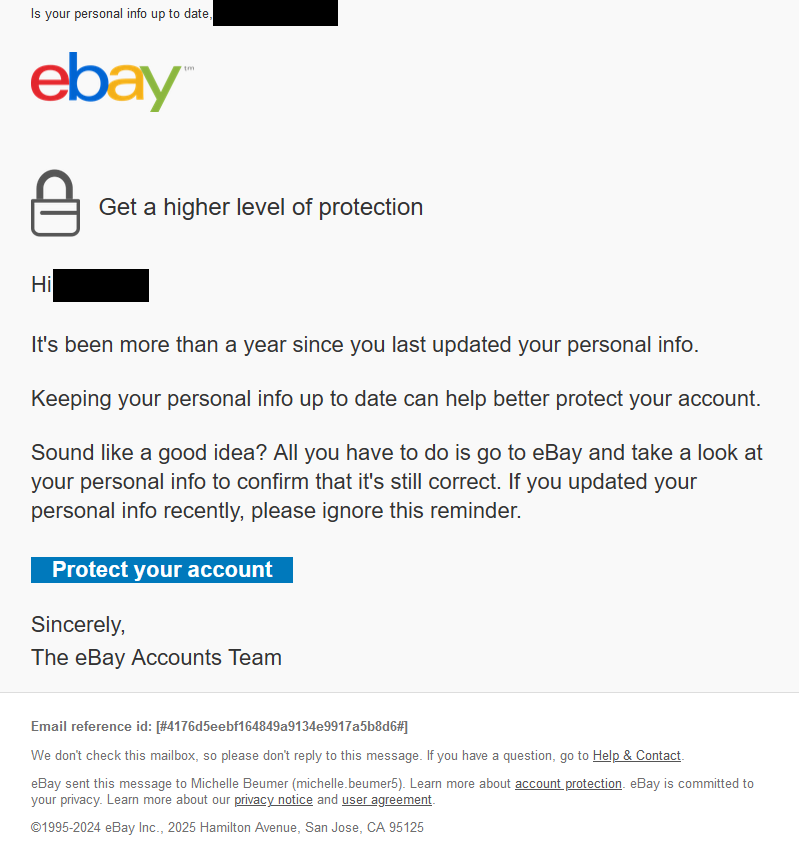 Is your personal info up to date,
ebay™
Get a higher level of protection
Hi
It's been more than a year since you last updated your personal info.
Keeping your personal info up to date can help better protect your account.
Sound like a good idea? All you have to do is go to eBay and take a look at
your personal info to confirm that it's still correct. If you updated your
personal info recently, please ignore this reminder.
Protect your account
Sincerely,
The eBay Accounts Team
Email reference id: [#4176d5eebf164849a9134e9917a5b8d6#]
We don't check this mailbox, so please don't reply to this message. If you have a question, go to Help & Contact.
eBay sent this message to Michelle Beumer (michelle.beumer5). Learn more about account protection. eBay is committed to
your privacy. Learn more about our privacy notice and user agreement.
©1995-2024 eBay Inc., 2025 Hamilton Avenue, San Jose, CA 95125